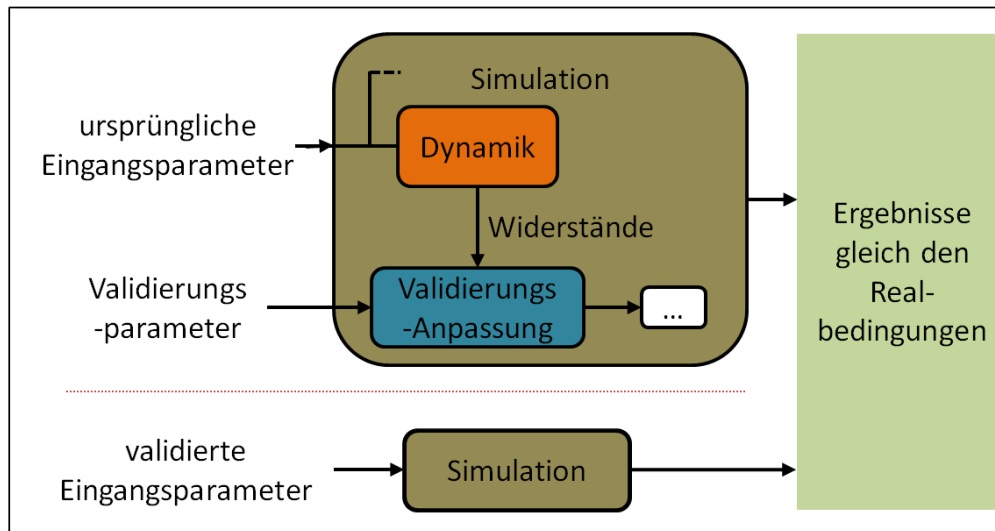 Simulation
ursprüngliche
Eingangsparameter
Dynamik
Widerstände
Validierungs
-parameter
Validierungs
-Anpassung
...
Ergebnisse
gleich den
Real-
bedingungen
validierte
Eingangsparameter
Simulation